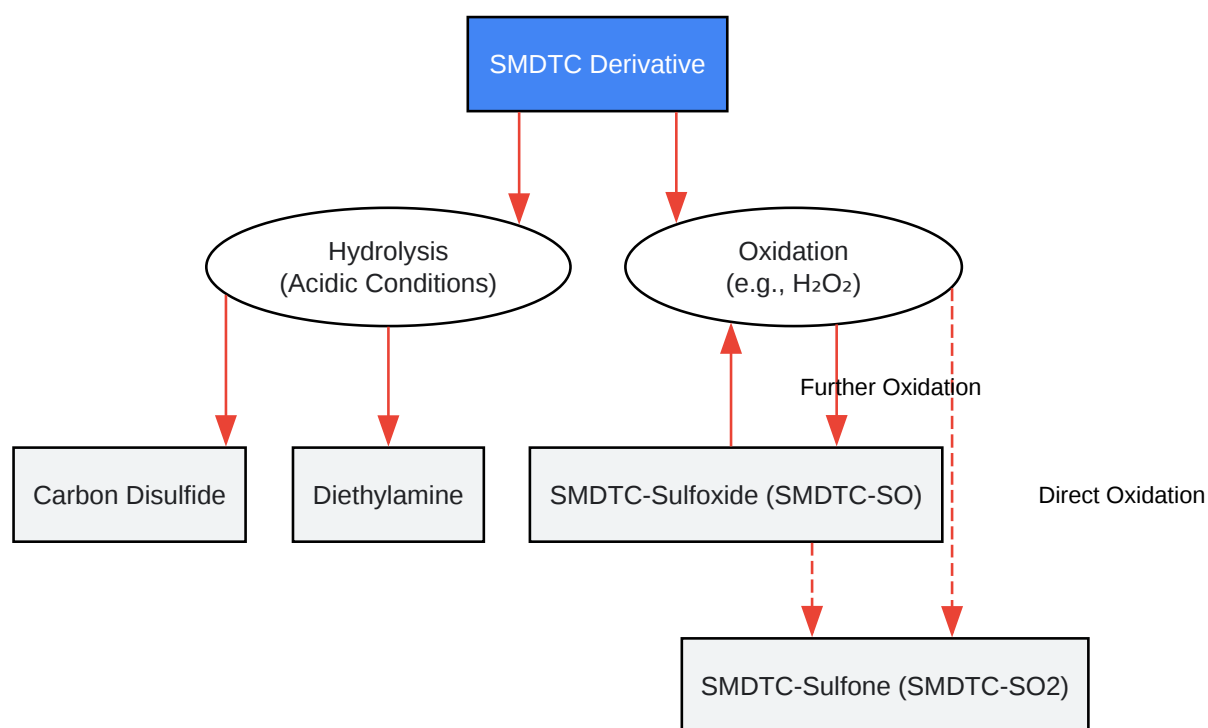 SMDTC Derivative
Hydrolysis
(Acidic Conditions)
Oxidation
(e.g., H₂O₂)
Further Oxidation
Carbon Disulfide
Diethylamine
SMDTC-Sulfoxide (SMDTC-SO)
Direct Oxidation
SMDTC-Sulfone (SMDTC-SO2)